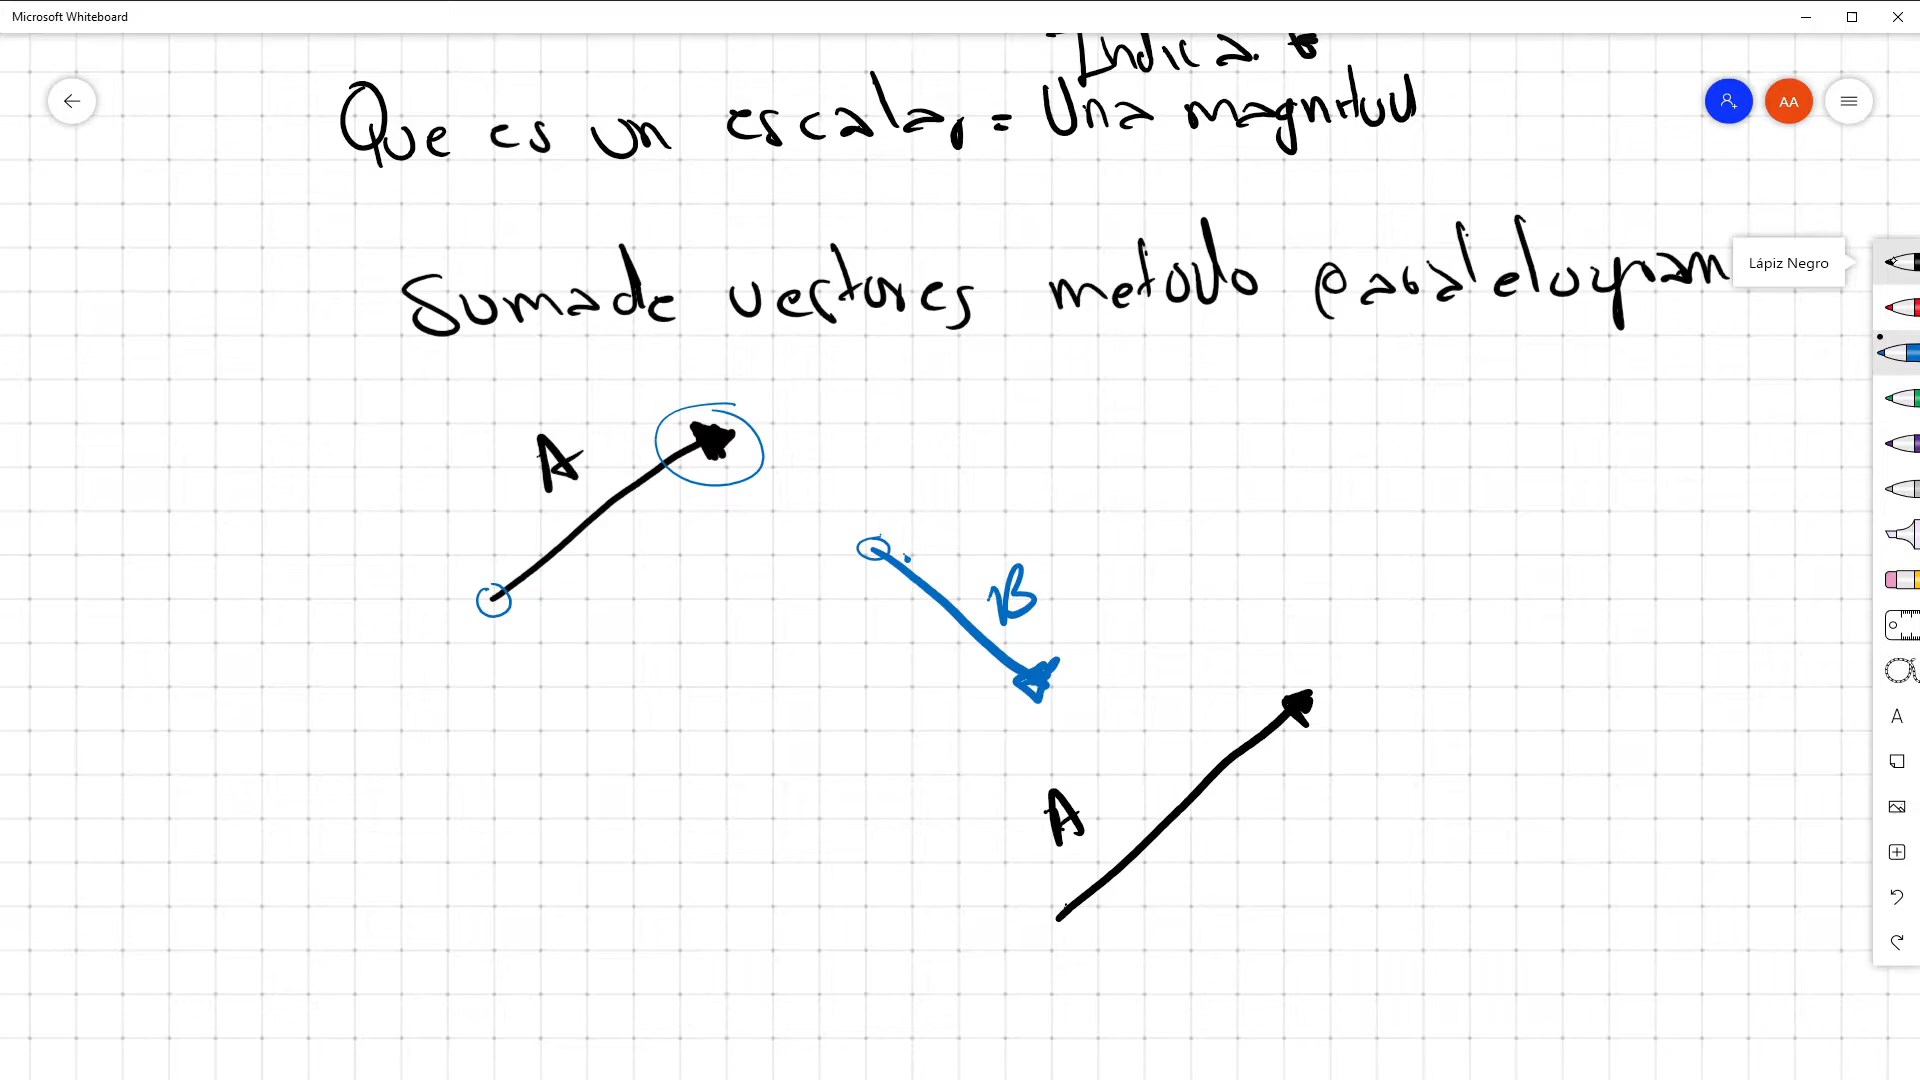 Microsoft Whiteboard
Indica
Que es un escalar = Una magnitud
AA
Suma de vectores metodo paralelogram
Lápiz Negro
A
B
A
A